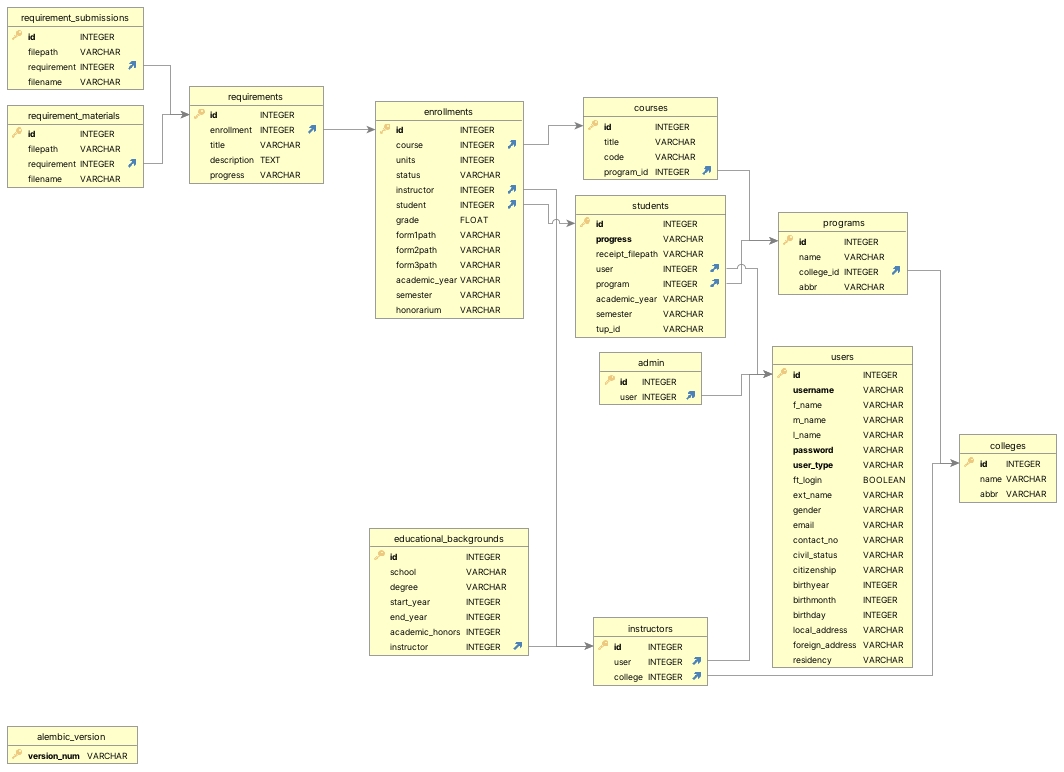 requirement_submissions
id INTEGER
filepath VARCHAR
requirement INTEGER
filename VARCHAR
requirement_materials
id INTEGER
filepath VARCHAR
requirement INTEGER
filename VARCHAR
requirements
id INTEGER
enrollment INTEGER
title VARCHAR
description TEXT
progress VARCHAR
enrollments
id INTEGER
course INTEGER
units INTEGER
status VARCHAR
instructor INTEGER
student INTEGER
grade FLOAT
form1path VARCHAR
form2path VARCHAR
form3path VARCHAR
academic_year VARCHAR
semester VARCHAR
honorarium VARCHAR
courses
id INTEGER
title VARCHAR
code VARCHAR
program_id INTEGER
students
id INTEGER
progress VARCHAR
receipt_filepath VARCHAR
user INTEGER
program INTEGER
academic_year VARCHAR
semester VARCHAR
tup_id VARCHAR
programs
id INTEGER
name VARCHAR
college_id INTEGER
abbr VARCHAR
admin
id INTEGER
user INTEGER
users
id INTEGER
username VARCHAR
f_name VARCHAR
m_name VARCHAR
l_name VARCHAR
password VARCHAR
user_type VARCHAR
ft_login BOOLEAN
ext_name VARCHAR
gender VARCHAR
email VARCHAR
contact_no VARCHAR
civil_status VARCHAR
citizenship VARCHAR
birthyear INTEGER
birthmonth INTEGER
birthday INTEGER
local_address VARCHAR
foreign_address VARCHAR
residency VARCHAR
colleges
id INTEGER
name VARCHAR
abbr VARCHAR
educational_backgrounds
id INTEGER
school VARCHAR
degree VARCHAR
start_year INTEGER
end_year INTEGER
academic_honors INTEGER
instructor INTEGER
instructors
id INTEGER
user INTEGER
college INTEGER
alembic_version
version_num VARCHAR